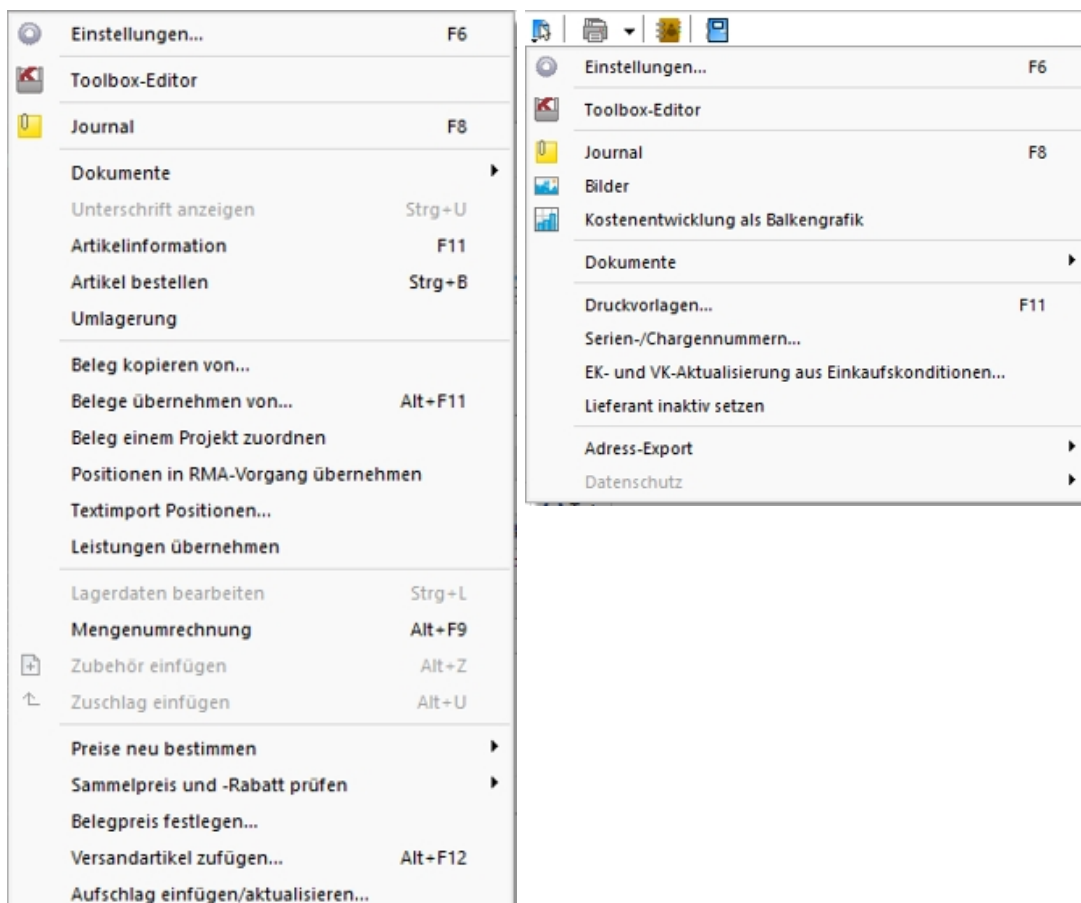 Einstellungen... F6
Toolbox-Editor
Journal F8
Dokumente
Unterschrift anzeigen Strg+U
Artikelinformation F11
Artikel bestellen Strg+B
Umlagerung
Beleg kopieren von...
Belege übernehmen von... Alt+F11
Beleg einem Projekt zuordnen
Positionen in RMA-Vorgang übernehmen
Textimport Positionen...
Leistungen übernehmen
Lagerdaten bearbeiten Strg+L
Mengenumrechnung Alt+F9
Zubehör einfügen Alt+Z
Zuschlag einfügen Alt+U
Preise neu bestimmen
Sammelpreis und -Rabatt prüfen
Belegpreis festlegen...
Versandartikel zufügen... Alt+F12
Aufschlag einfügen/aktualisieren...
Einstellungen... F6
Toolbox-Editor
Journal F8
Bilder
Kostenentwicklung als Balkengrafik
Dokumente
Druckvorlagen... F11
Serien-/Chargennummern...
EK- und VK-Aktualisierung aus Einkaufskonditionen...
Lieferant inaktiv setzen
Adress-Export
Datenschutz